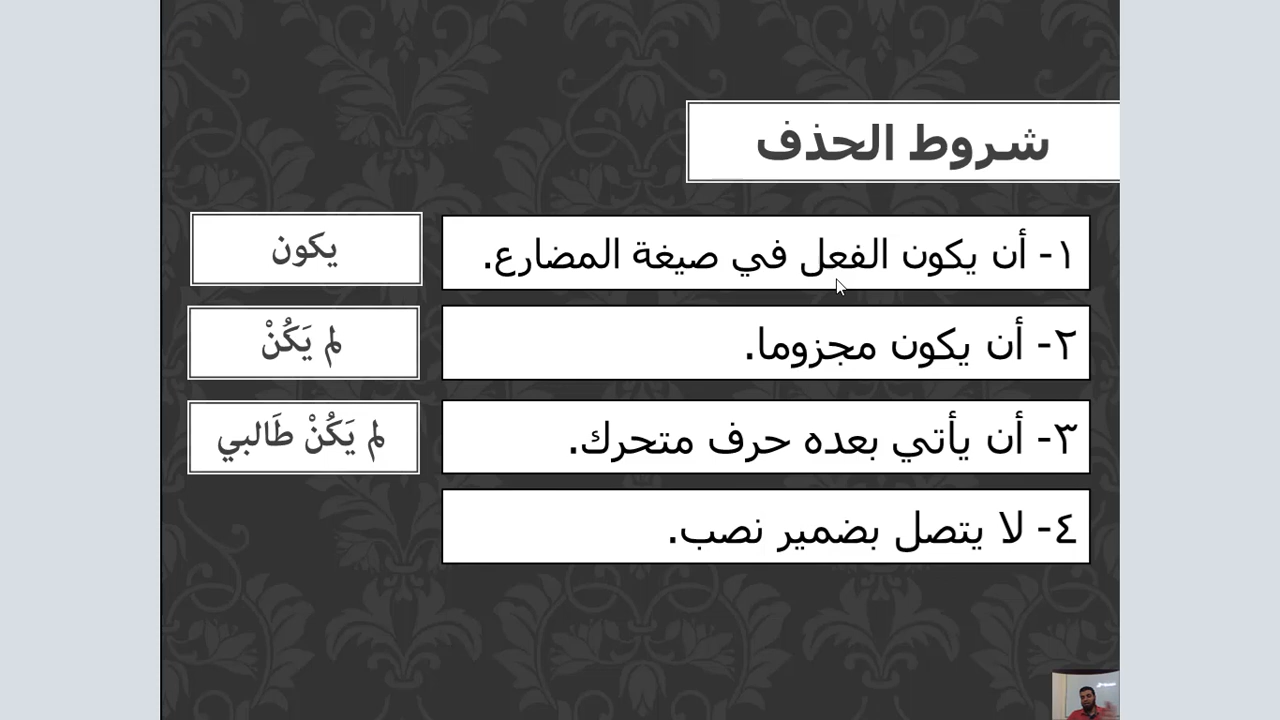 شروط الحذف
١- أن يكون الفعل في صيغة المضارع.
يكون
٢- أن يكون مجزوما.
لم يَكُنْ
٣- أن يأتي بعده حرف متحرك.
لم يَكُنْ طَالبي
٤- لا يتصل بضمير نصب.